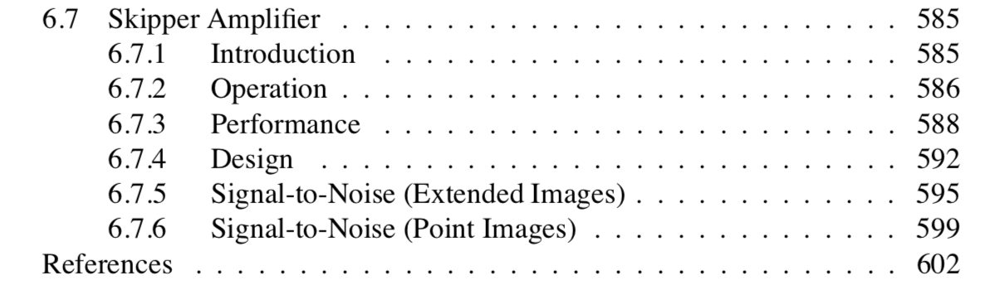 6.7 Skipper Amplifier . . . . . . . . . . . . . . . . . . . . . . . . . . . 585
6.7.1 Introduction . . . . . . . . . . . . . . . . . . . . . . . . . 585
6.7.2 Operation . . . . . . . . . . . . . . . . . . . . . . . . . . . 586
6.7.3 Performance . . . . . . . . . . . . . . . . . . . . . . . . . 588
6.7.4 Design . . . . . . . . . . . . . . . . . . . . . . . . . . . . 592
6.7.5 Signal-to-Noise (Extended Images) . . . . . . . . . . . . . 595
6.7.6 Signal-to-Noise (Point Images) . . . . . . . . . . . . . . . 599
References . . . . . . . . . . . . . . . . . . . . . . . . . . . . . . . . . . 602